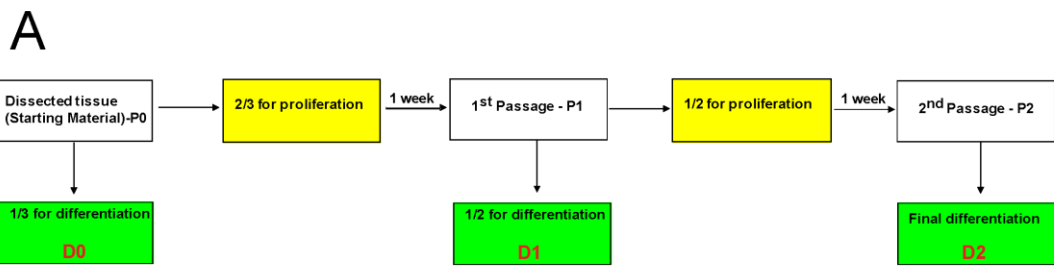 A
Dissected tissue
(Starting Material)-P0
2/3 for proliferation
1 week
1st Passage - P1
1/2 for proliferation
1 week
2nd Passage - P2
1/3 for differentiation
D0
1/2 for differentiation
D1
Final differentiation
D2